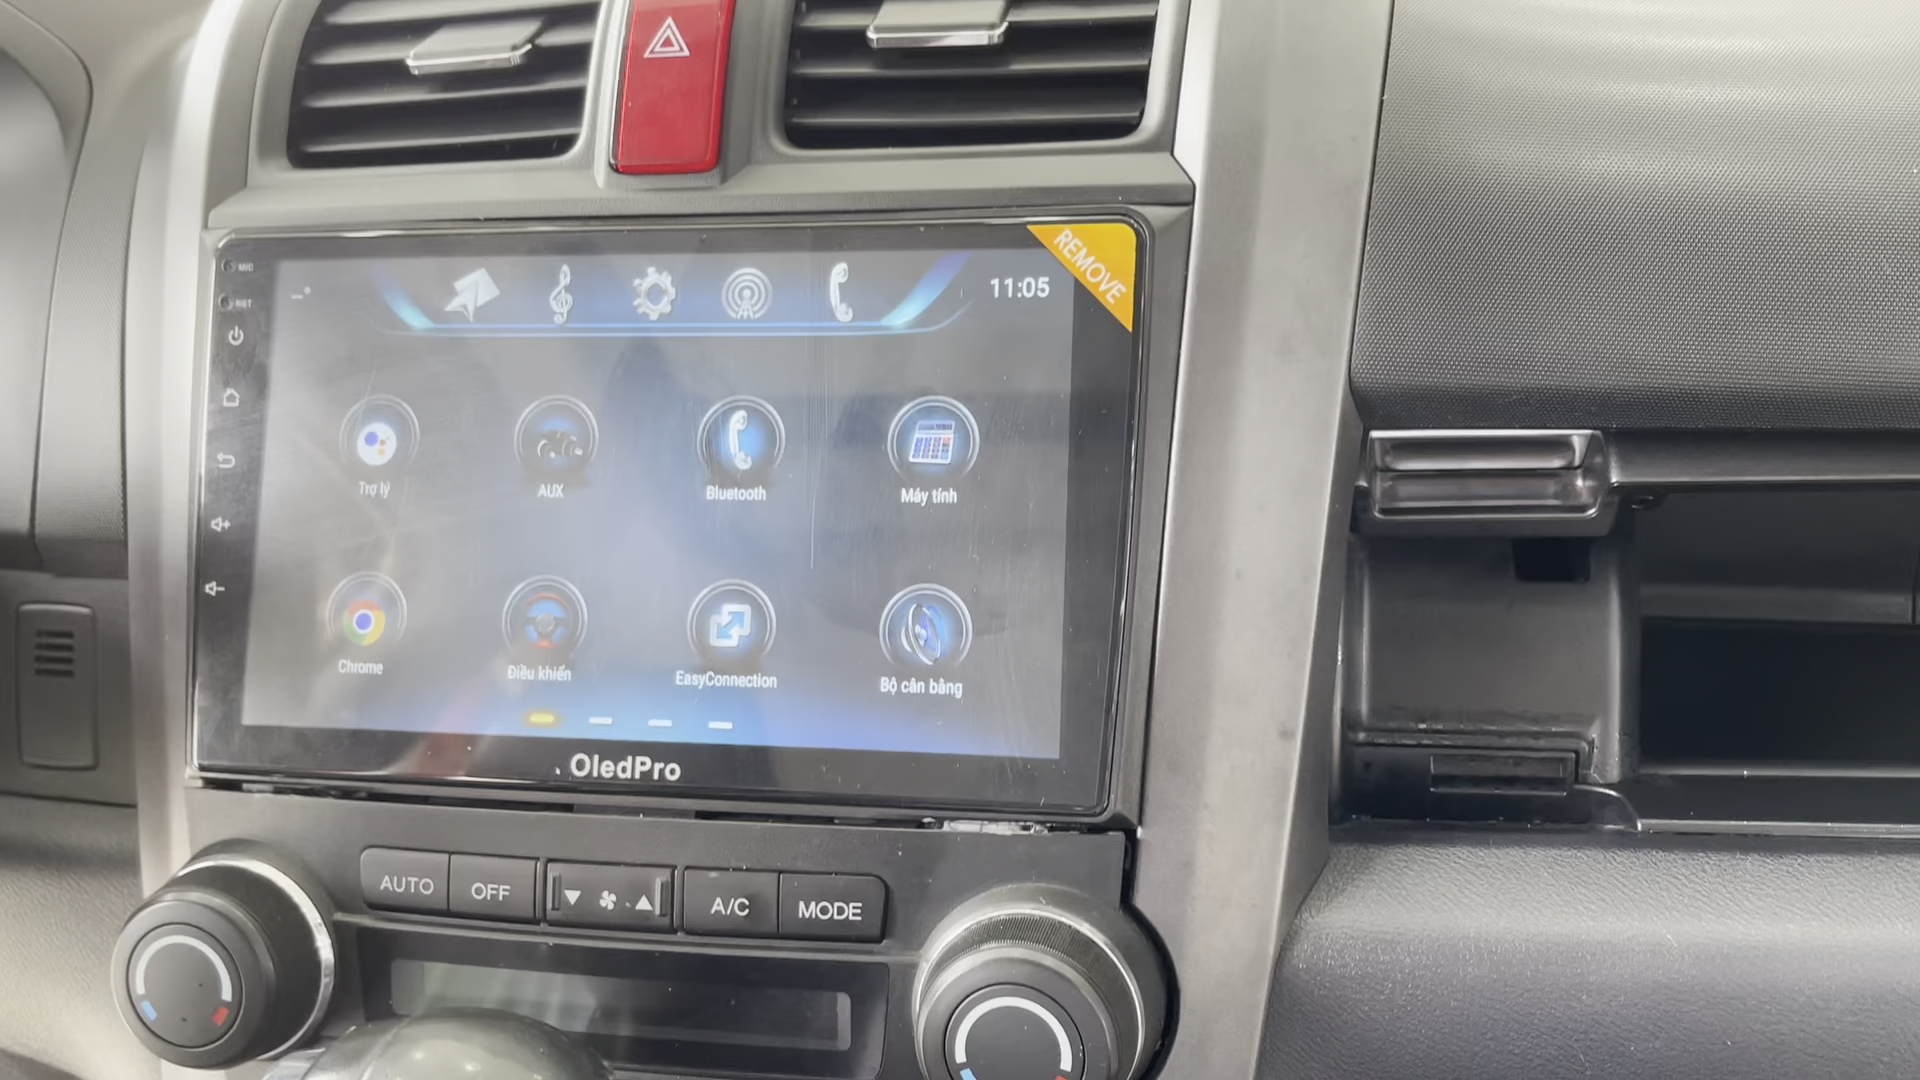 MIC
REMOVE
RST
11:05
Trợ lý
AUX
Bluetooth
Máy tính
Chrome
Điều khiển
EasyConnection
Bộ cân bằng
OledPro
AUTO
OFF
A/C
MODE